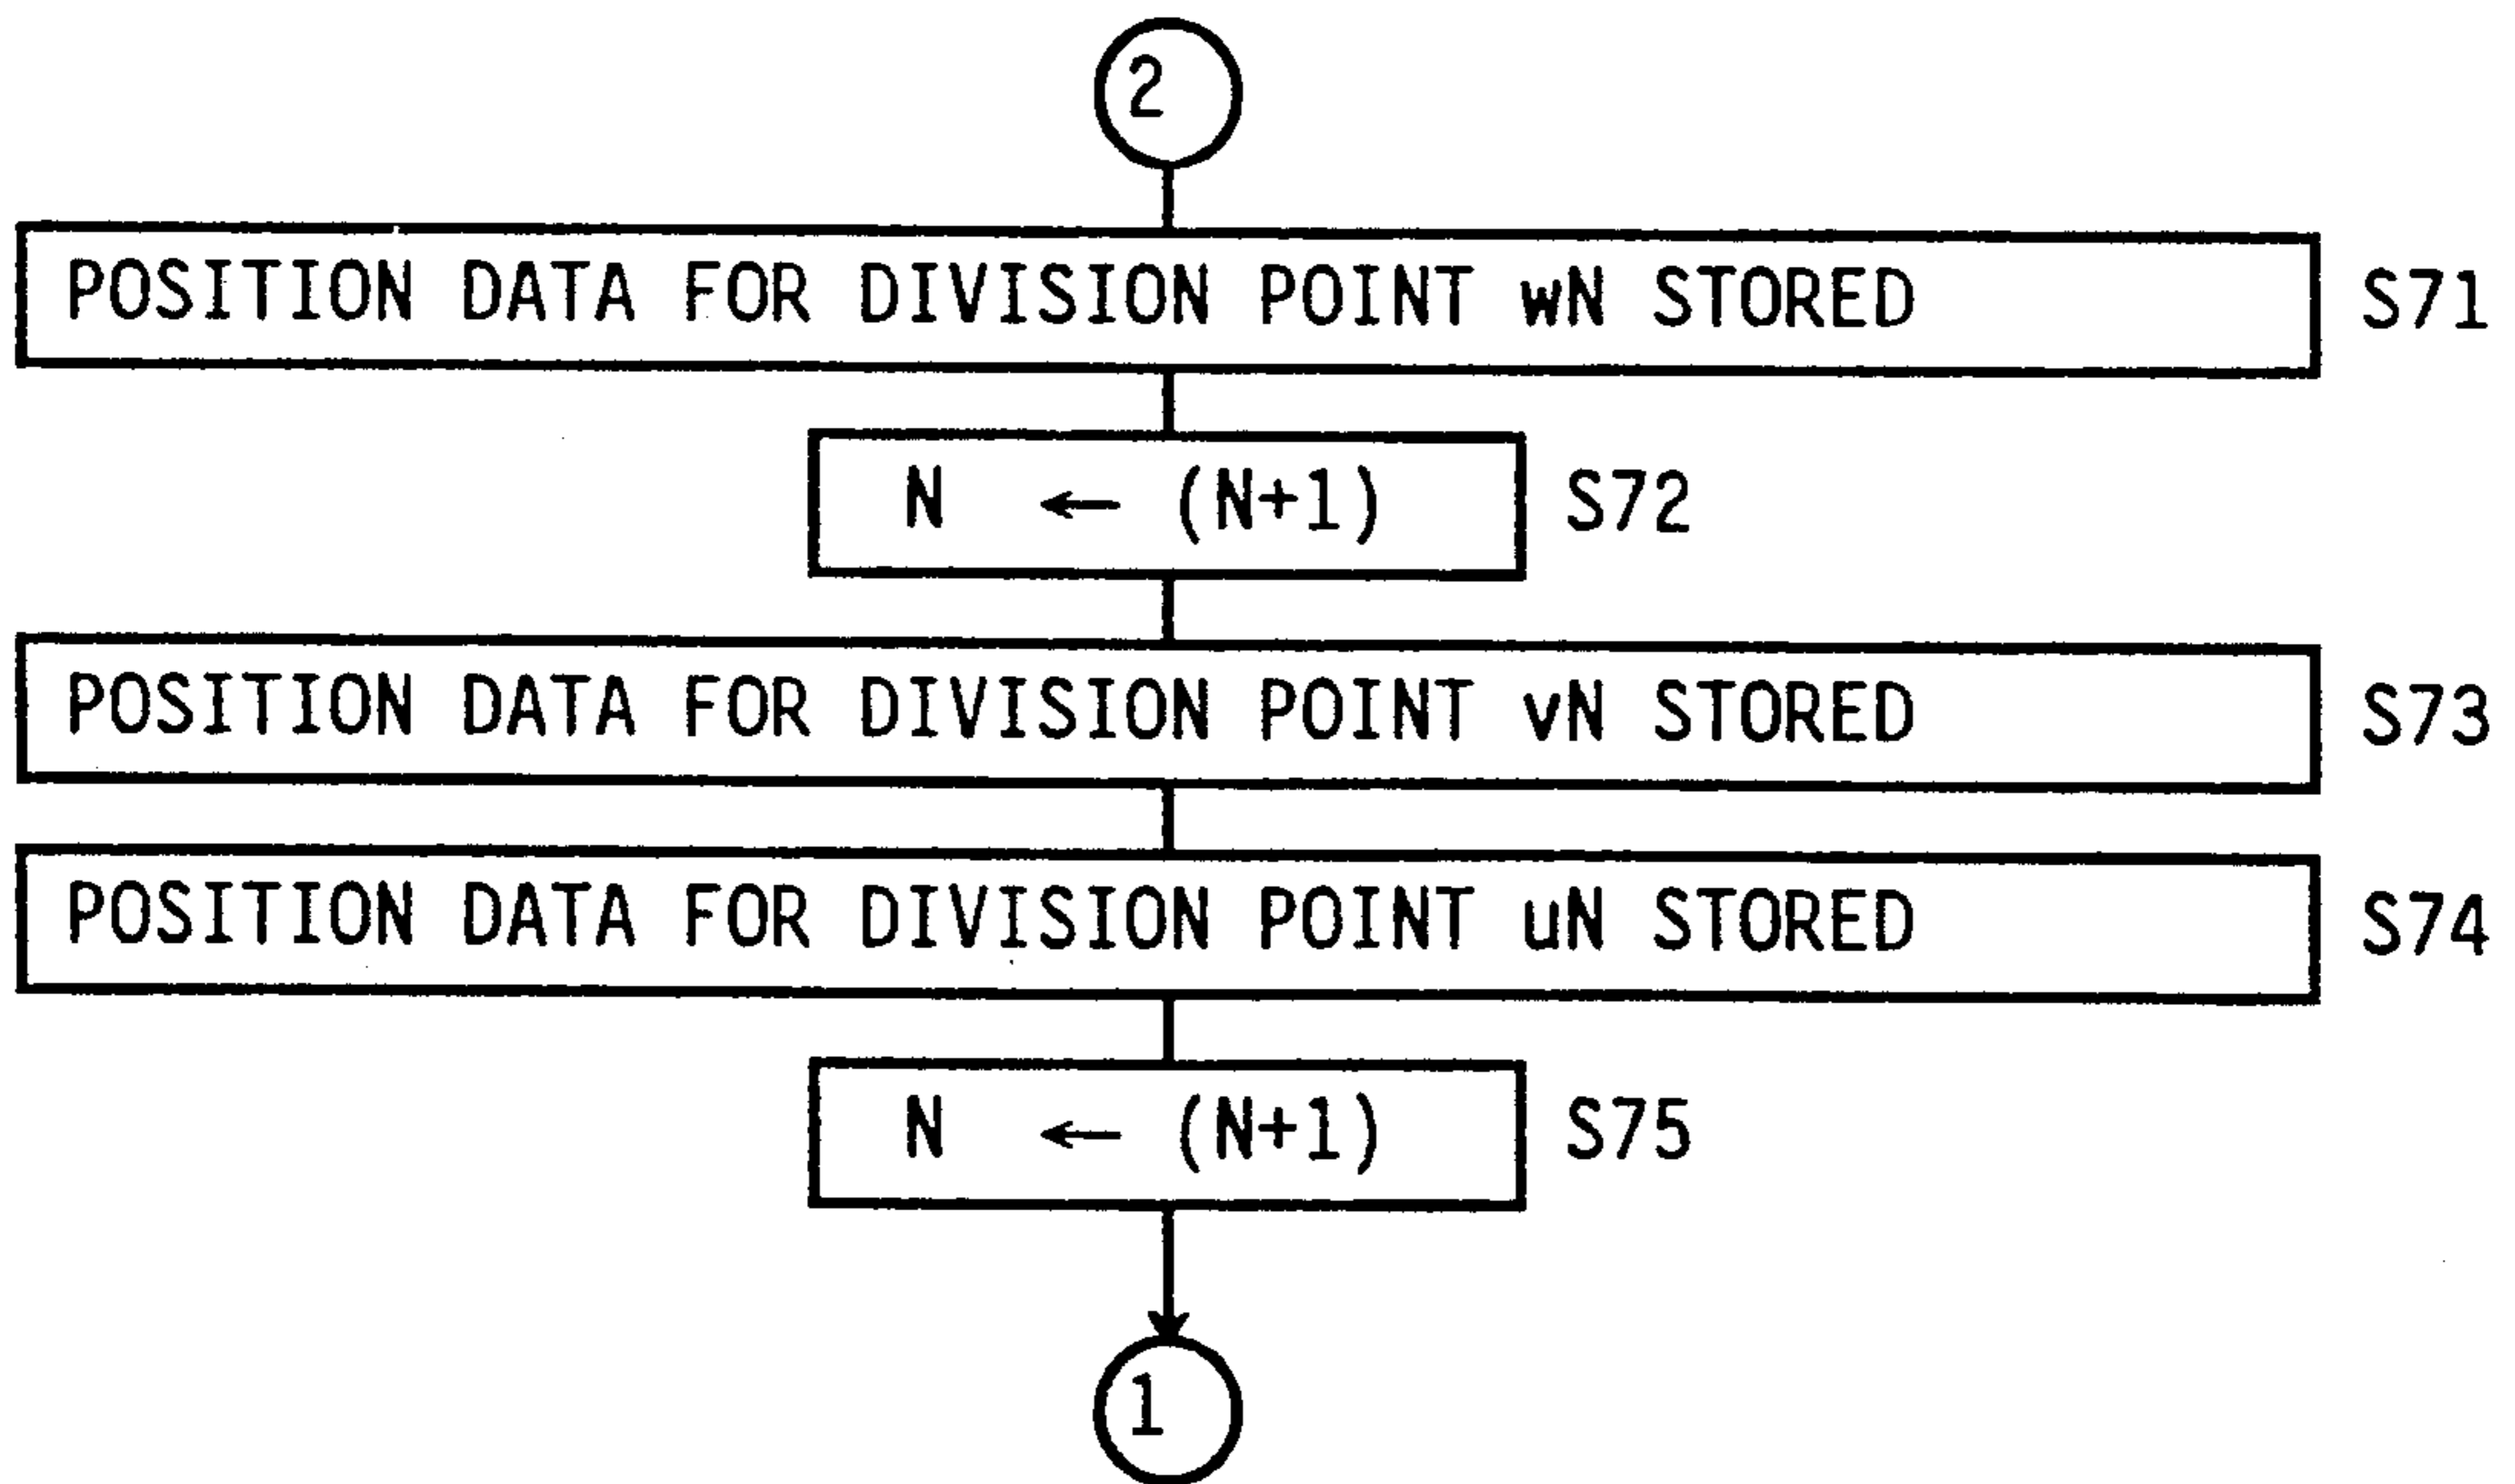 2
POSITION DATA FOR DIVISION POINT wN STORED S71
N ← (N+1) S72
POSITION DATA FOR DIVISION POINT vN STORED S73
POSITION DATA FOR DIVISION POINT uN STORED S74
N ← (N+1) S75
1